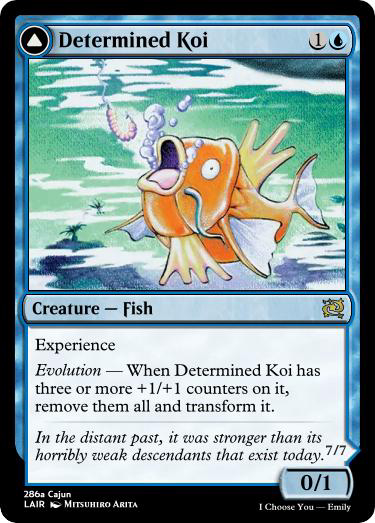 Determined Koi 1
Creature — Fish
Experience
Evolution — When Determined Koi has
three or more +1/+1 counters on it,
remove them all and transform it.
In the distant past, it was stronger than its
horribly weak descendants that exist today.
7/7
0/1
286a Cajun
LAIR Mitsuhiro Arita
I Choose You — Emily